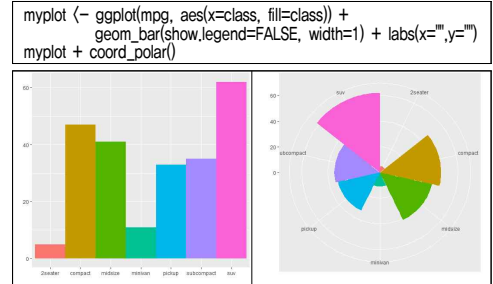 myplot <- ggplot(mpg, aes(x=class, fill=class)) +
geom_bar(show.legend=FALSE, width=1) + labs(x="",y="")
myplot + coord_polar()
60-
40-
20-
0-
2seater compact midsize minivan pickup subcompact suv
60-
40-
20-
0-
suv
2seater
compact
midsize
minivan
pickup
ubcompact